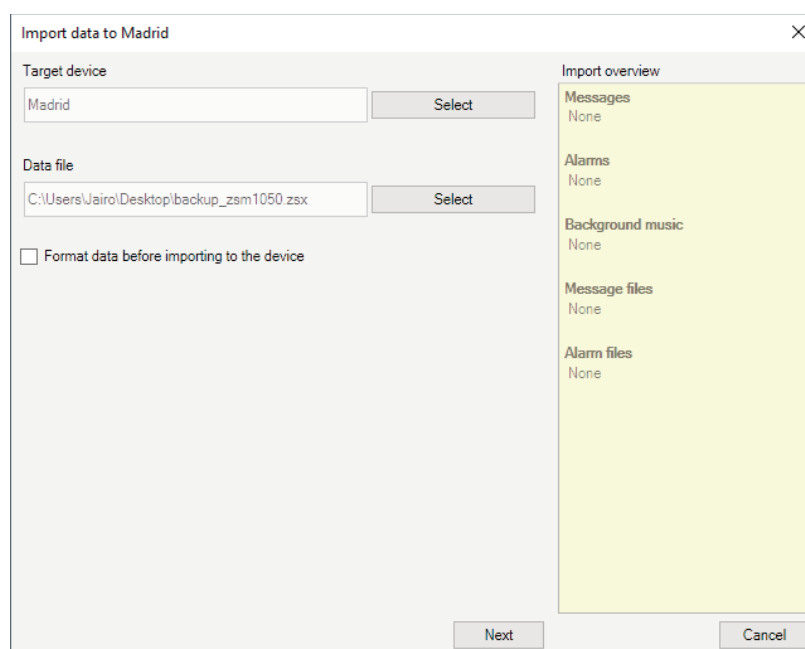 Import data to Madrid
Target device
Madrid
Select
Data file
C:\Users\Jairo\Desktop\backup_zsm1050.zsx
Select
Format data before importing to the device
Import overview
Messages
None
Alarms
None
Background music
None
Message files
None
Alarm files
None
Next
Cancel